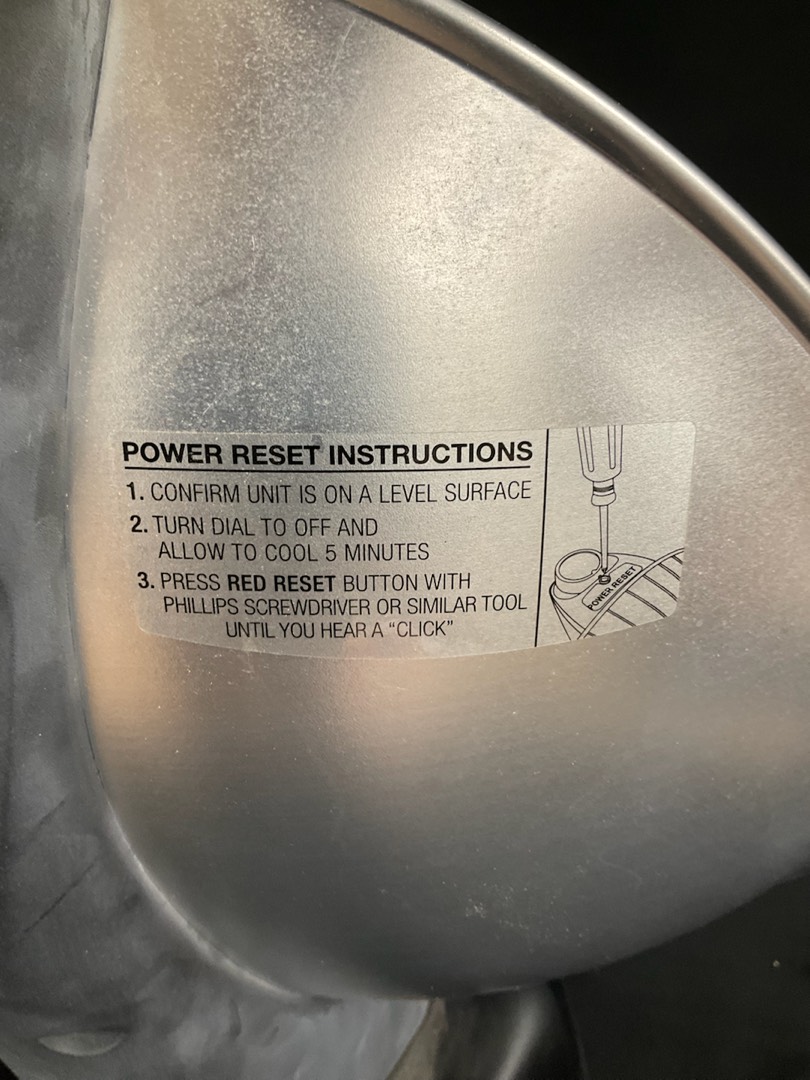 POWER RESET INSTRUCTIONS
1. CONFIRM UNIT IS ON A LEVEL SURFACE
2. TURN DIAL TO OFF AND
ALLOW TO COOL 5 MINUTES
3. PRESS RED RESET BUTTON WITH
PHILLIPS SCREWDRIVER OR SIMILAR TOOL
UNTIL YOU HEAR A “CLICK”
POWER RESET